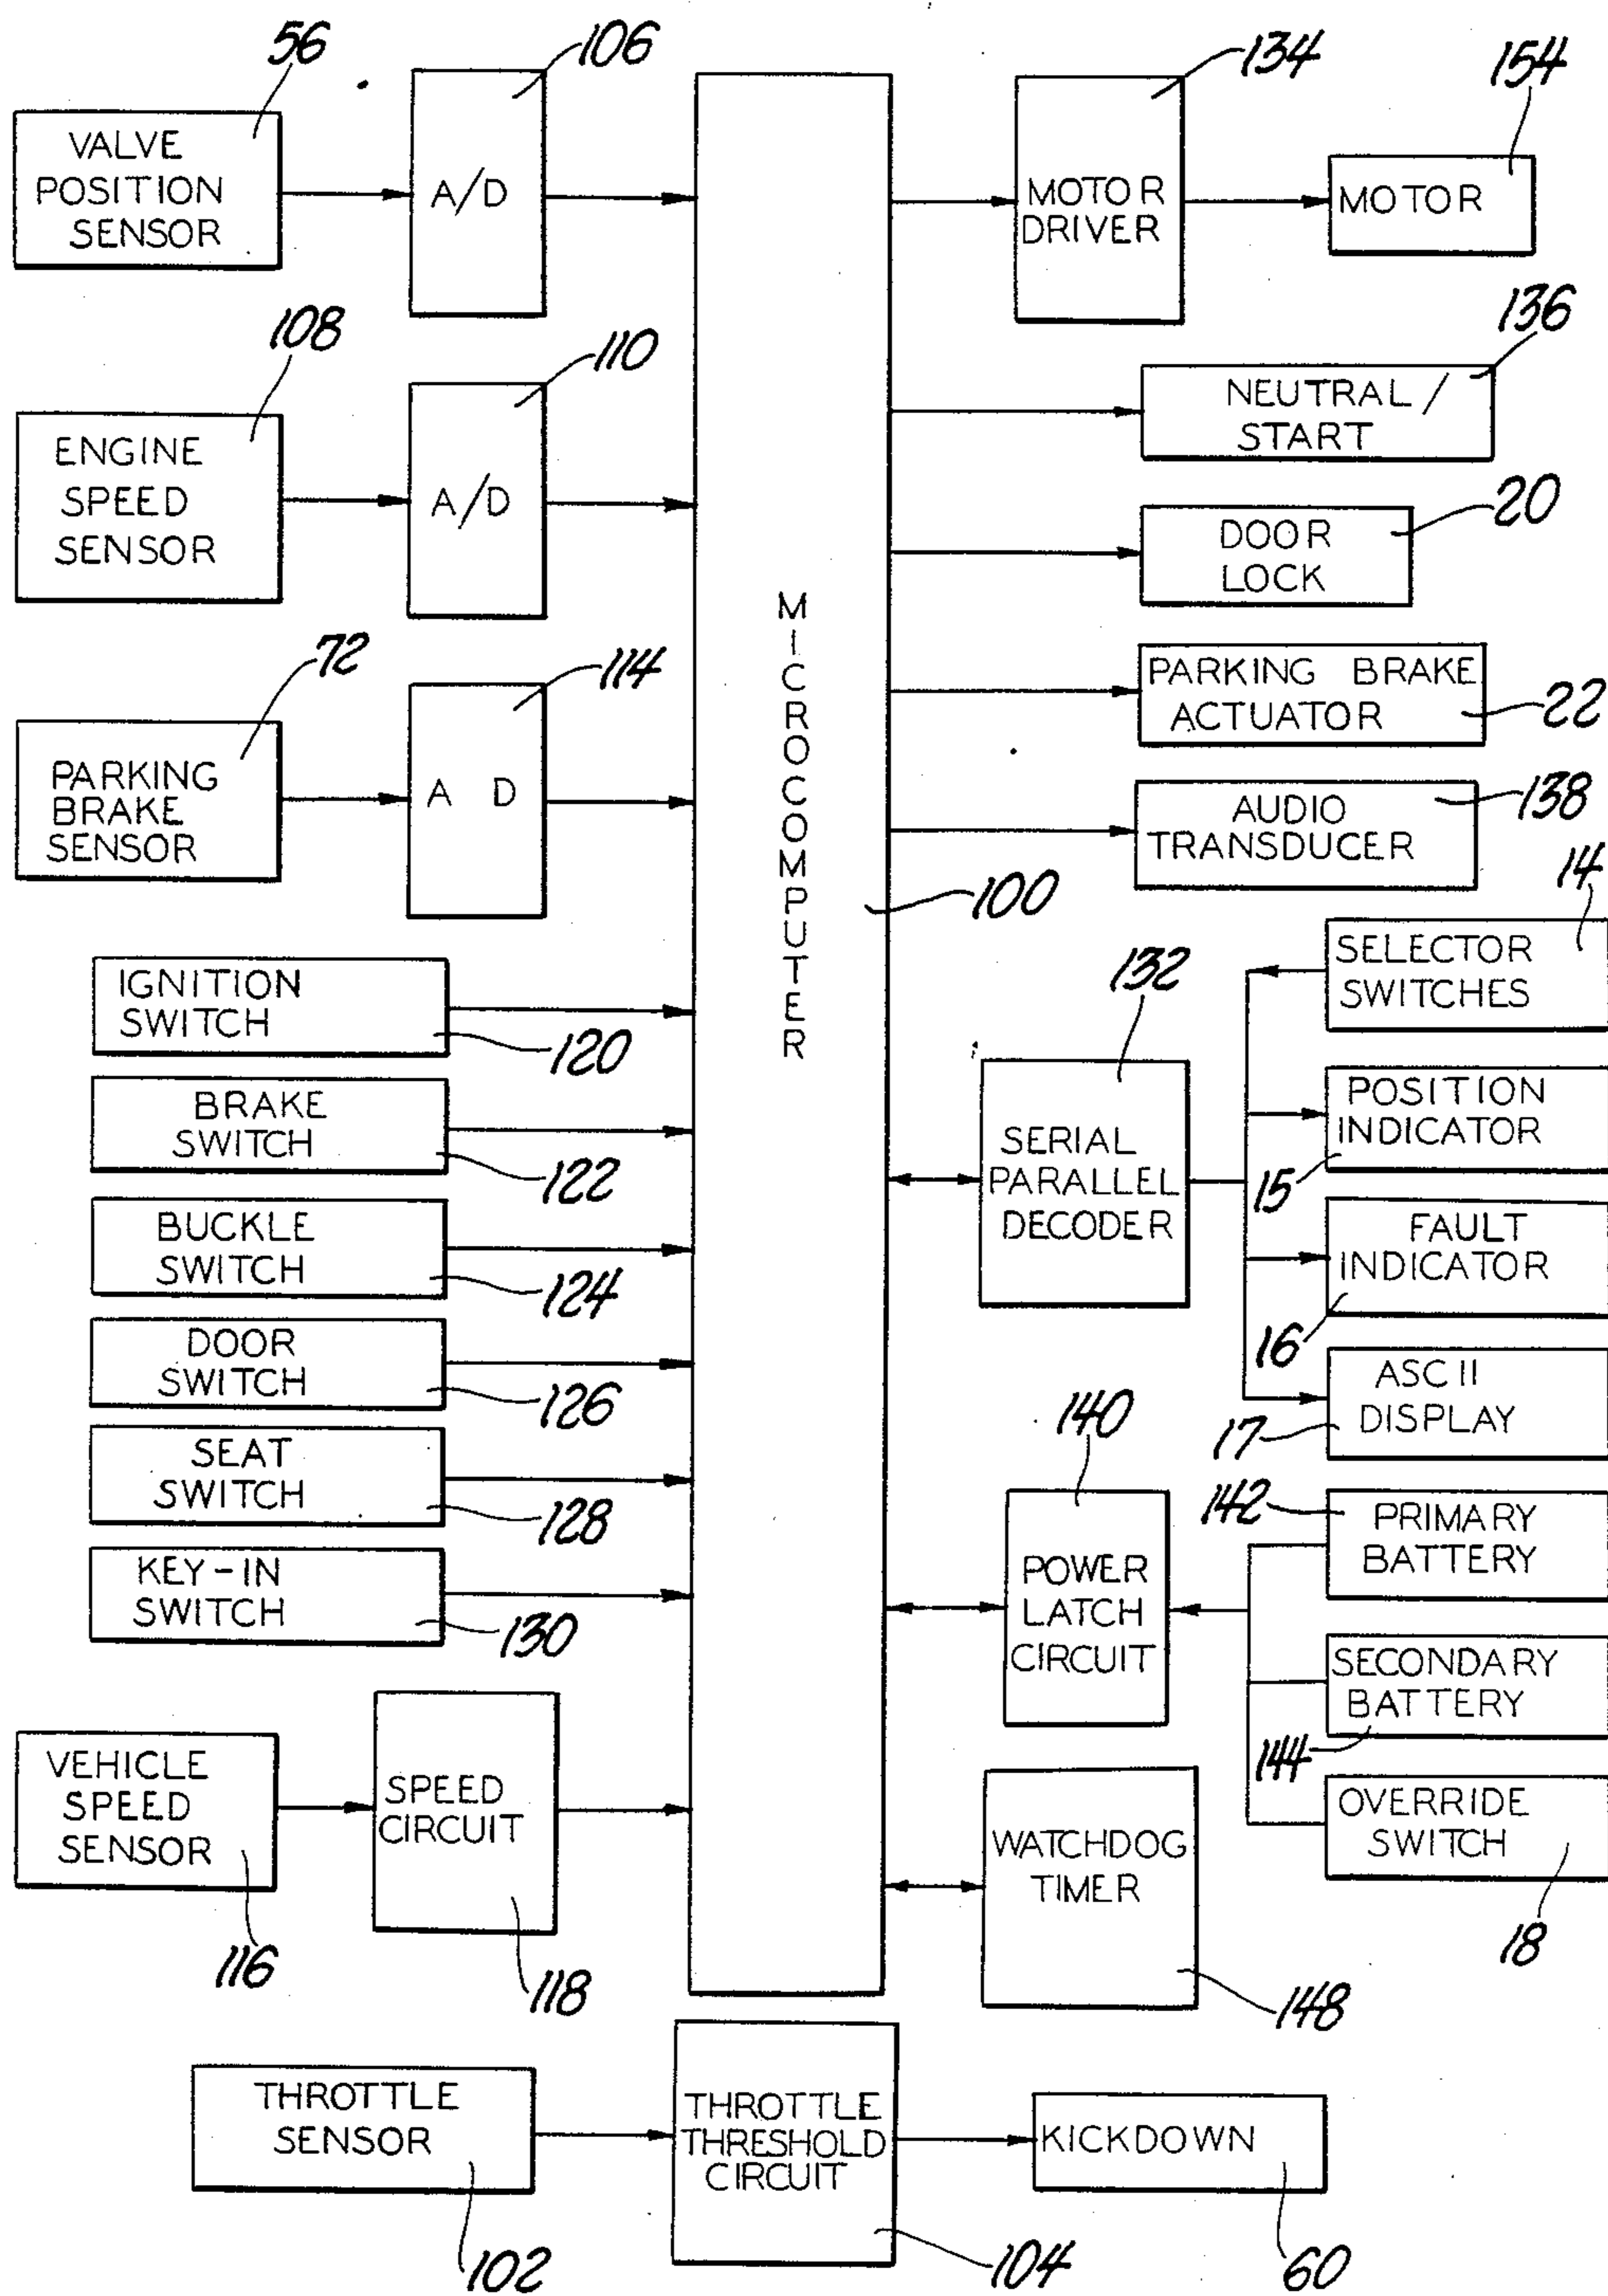 56
VALVE
POSITION
SENSOR
106
A/D
134
MOTOR
DRIVER
154
MOTOR
108
ENGINE
SPEED
SENSOR
110
A/D
136
NEUTRAL /
START
20
DOOR
LOCK
72
PARKING
BRAKE
SENSOR
114
A D
PARKING BRAKE
ACTUATOR
22
AUDIO
TRANSDUCER
138
MICROCOMPUTER
100
IGNITION
SWITCH
120
BRAKE
SWITCH
122
BUCKLE
SWITCH
124
DOOR
SWITCH
126
SEAT
SWITCH
128
KEY-IN
SWITCH
130
132
SERIAL
PARALLEL
DECODER
14
SELECTOR
SWITCHES
POSITION
INDICATOR
15
FAULT
INDICATOR
16
ASCII
DISPLAY
17
140
POWER
LATCH
CIRCUIT
142
PRIMARY
BATTERY
SECONDARY
BATTERY
144
OVERRIDE
SWITCH
18
VEHICLE
SPEED
SENSOR
116
SPEED
CIRCUIT
118
WATCHDOG
TIMER
148
THROTTLE
SENSOR
102
THROTTLE
THRESHOLD
CIRCUIT
104
KICKDOWN
60